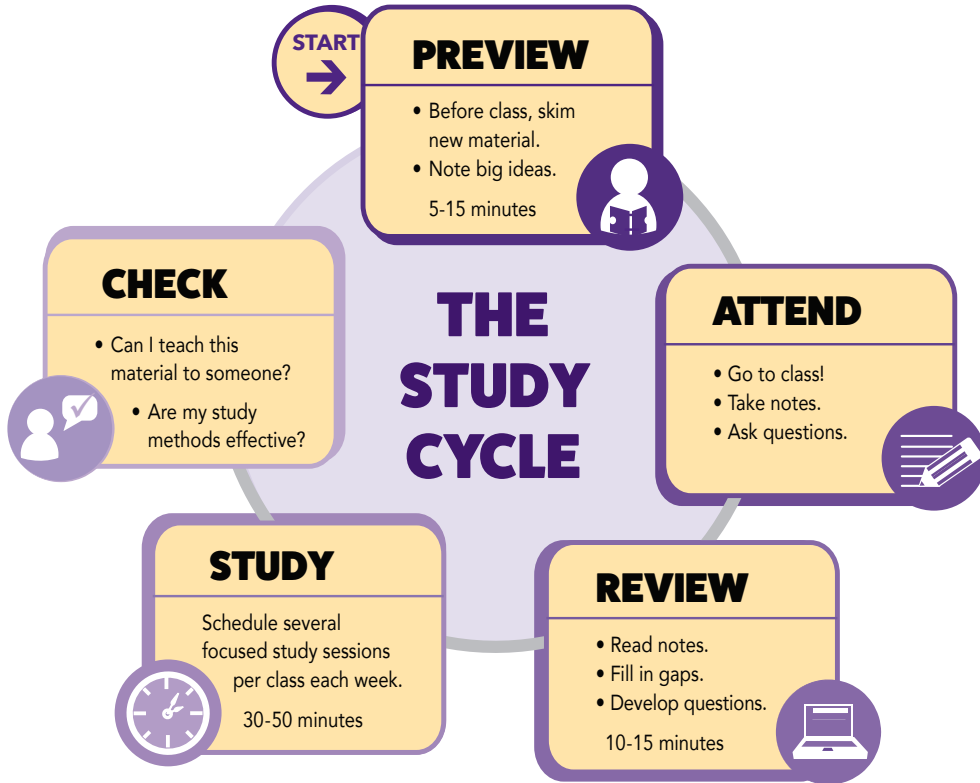 START
PREVIEW
• Before class, skim
new material.
• Note big ideas.
5-15 minutes
THE
STUDY
CYCLE
ATTEND
• Go to class!
• Take notes.
• Ask questions.
REVIEW
• Read notes.
• Fill in gaps.
• Develop questions.
10-15 minutes
STUDY
Schedule several
focused study sessions
per class each week.
30-50 minutes
CHECK
• Can I teach this
material to someone?
• Are my study
methods effective?